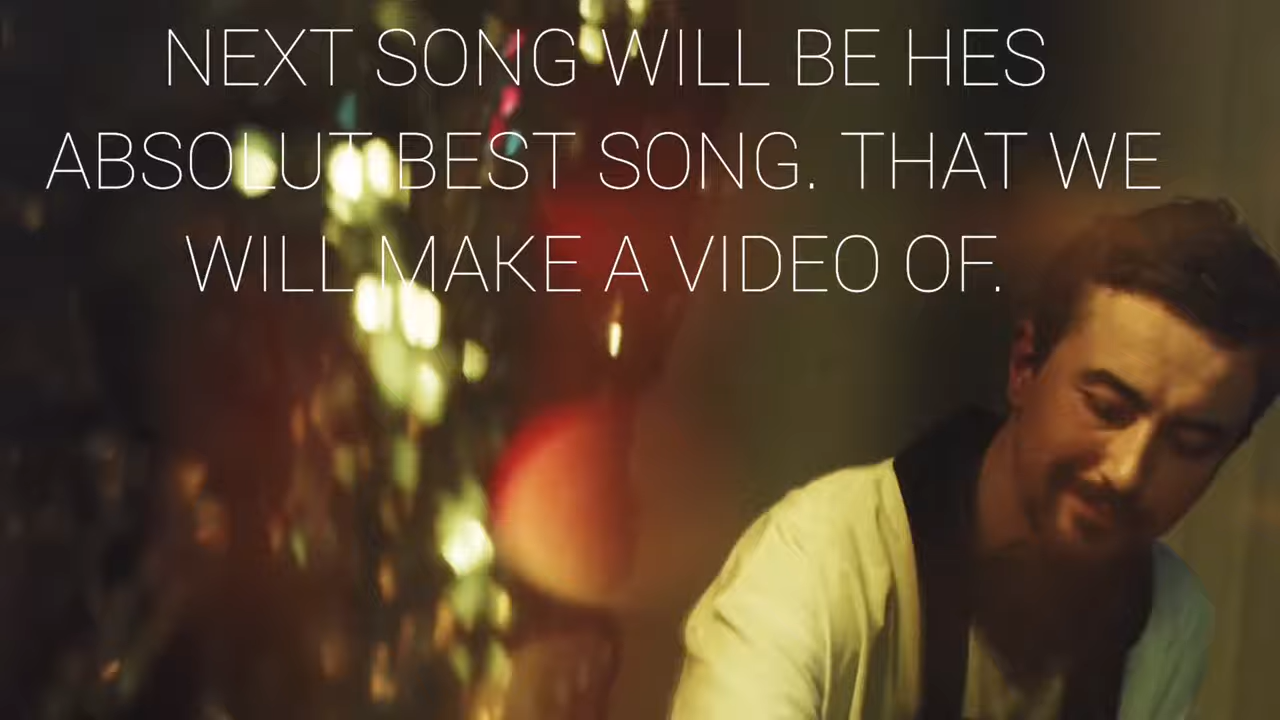 NEXT SONG WILL BE HES
ABSOLUT BEST SONG. THAT WE
WILL MAKE A VIDEO OF.